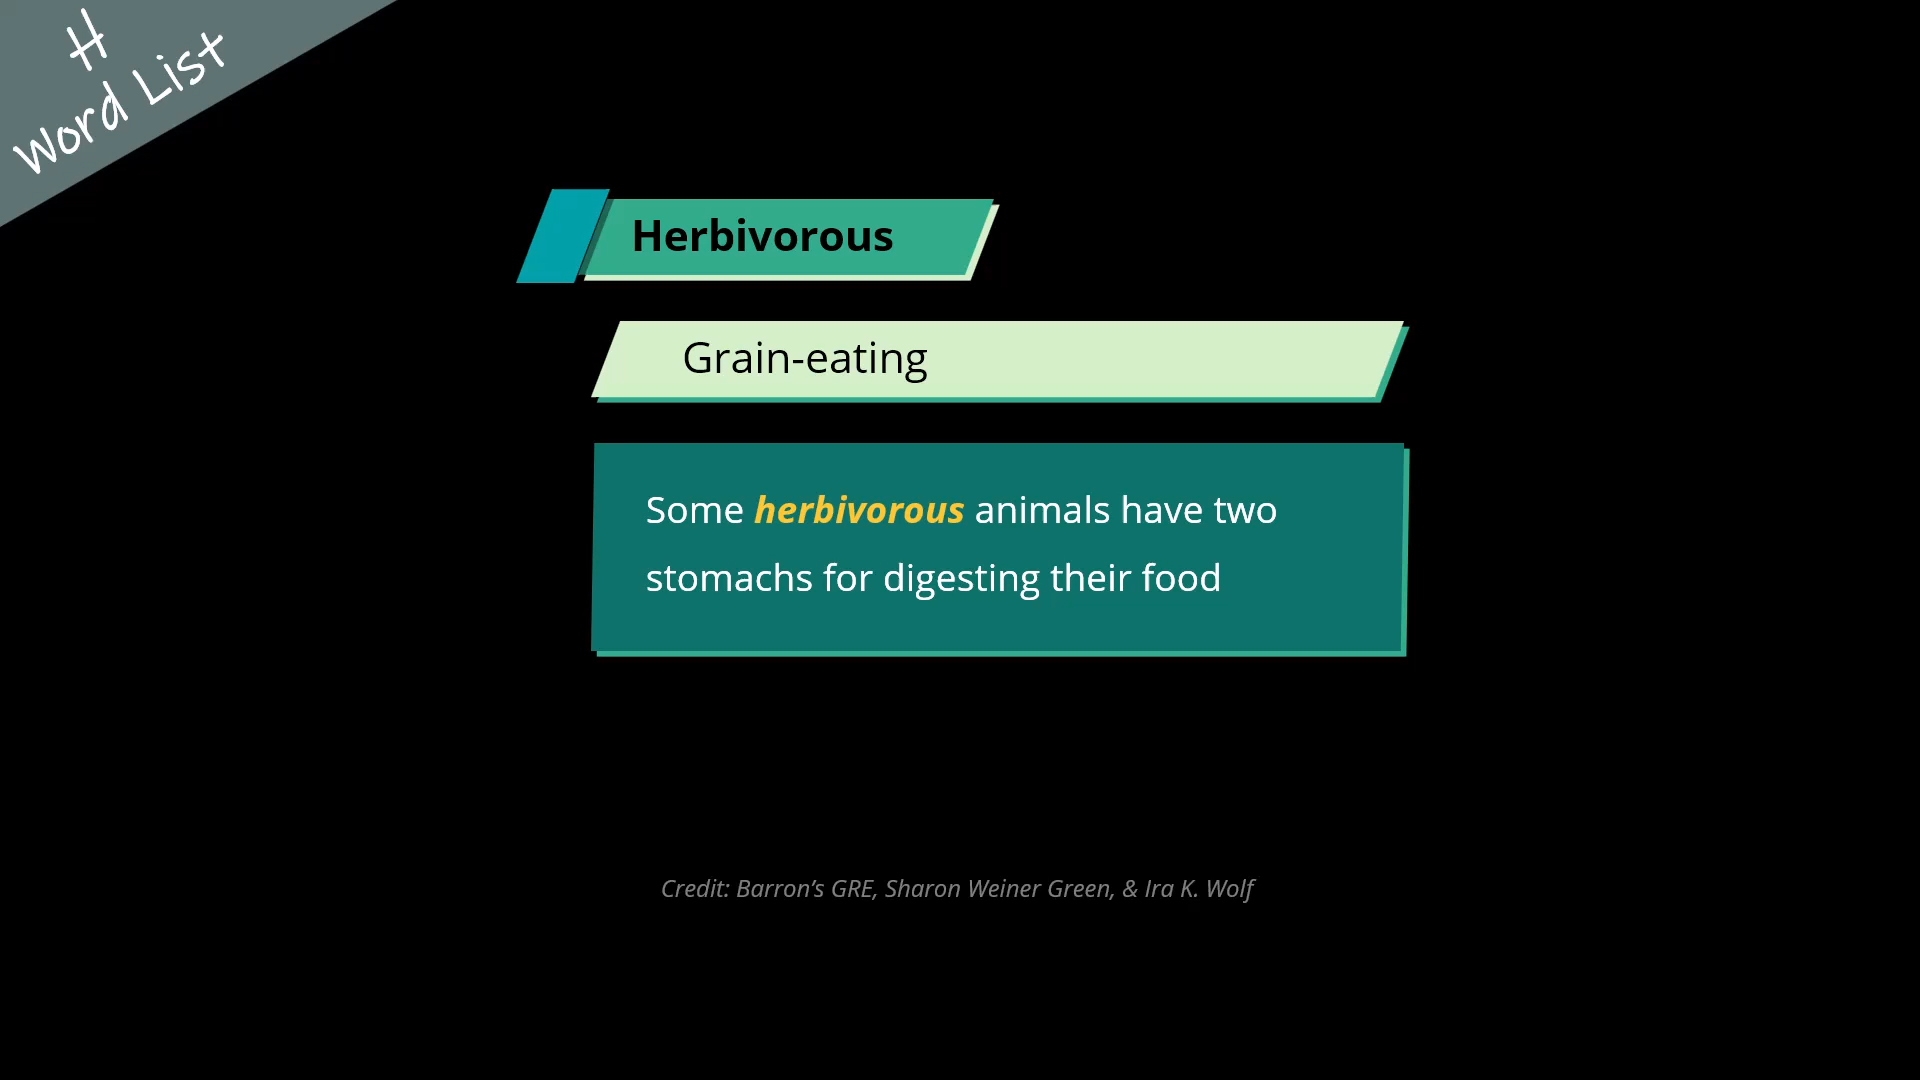 H
Word List
Herbivorous
Grain-eating
Some herbivorous animals have two
stomachs for digesting their food
Credit: Barron’s GRE, Sharon Weiner Green, & Ira K. Wolf